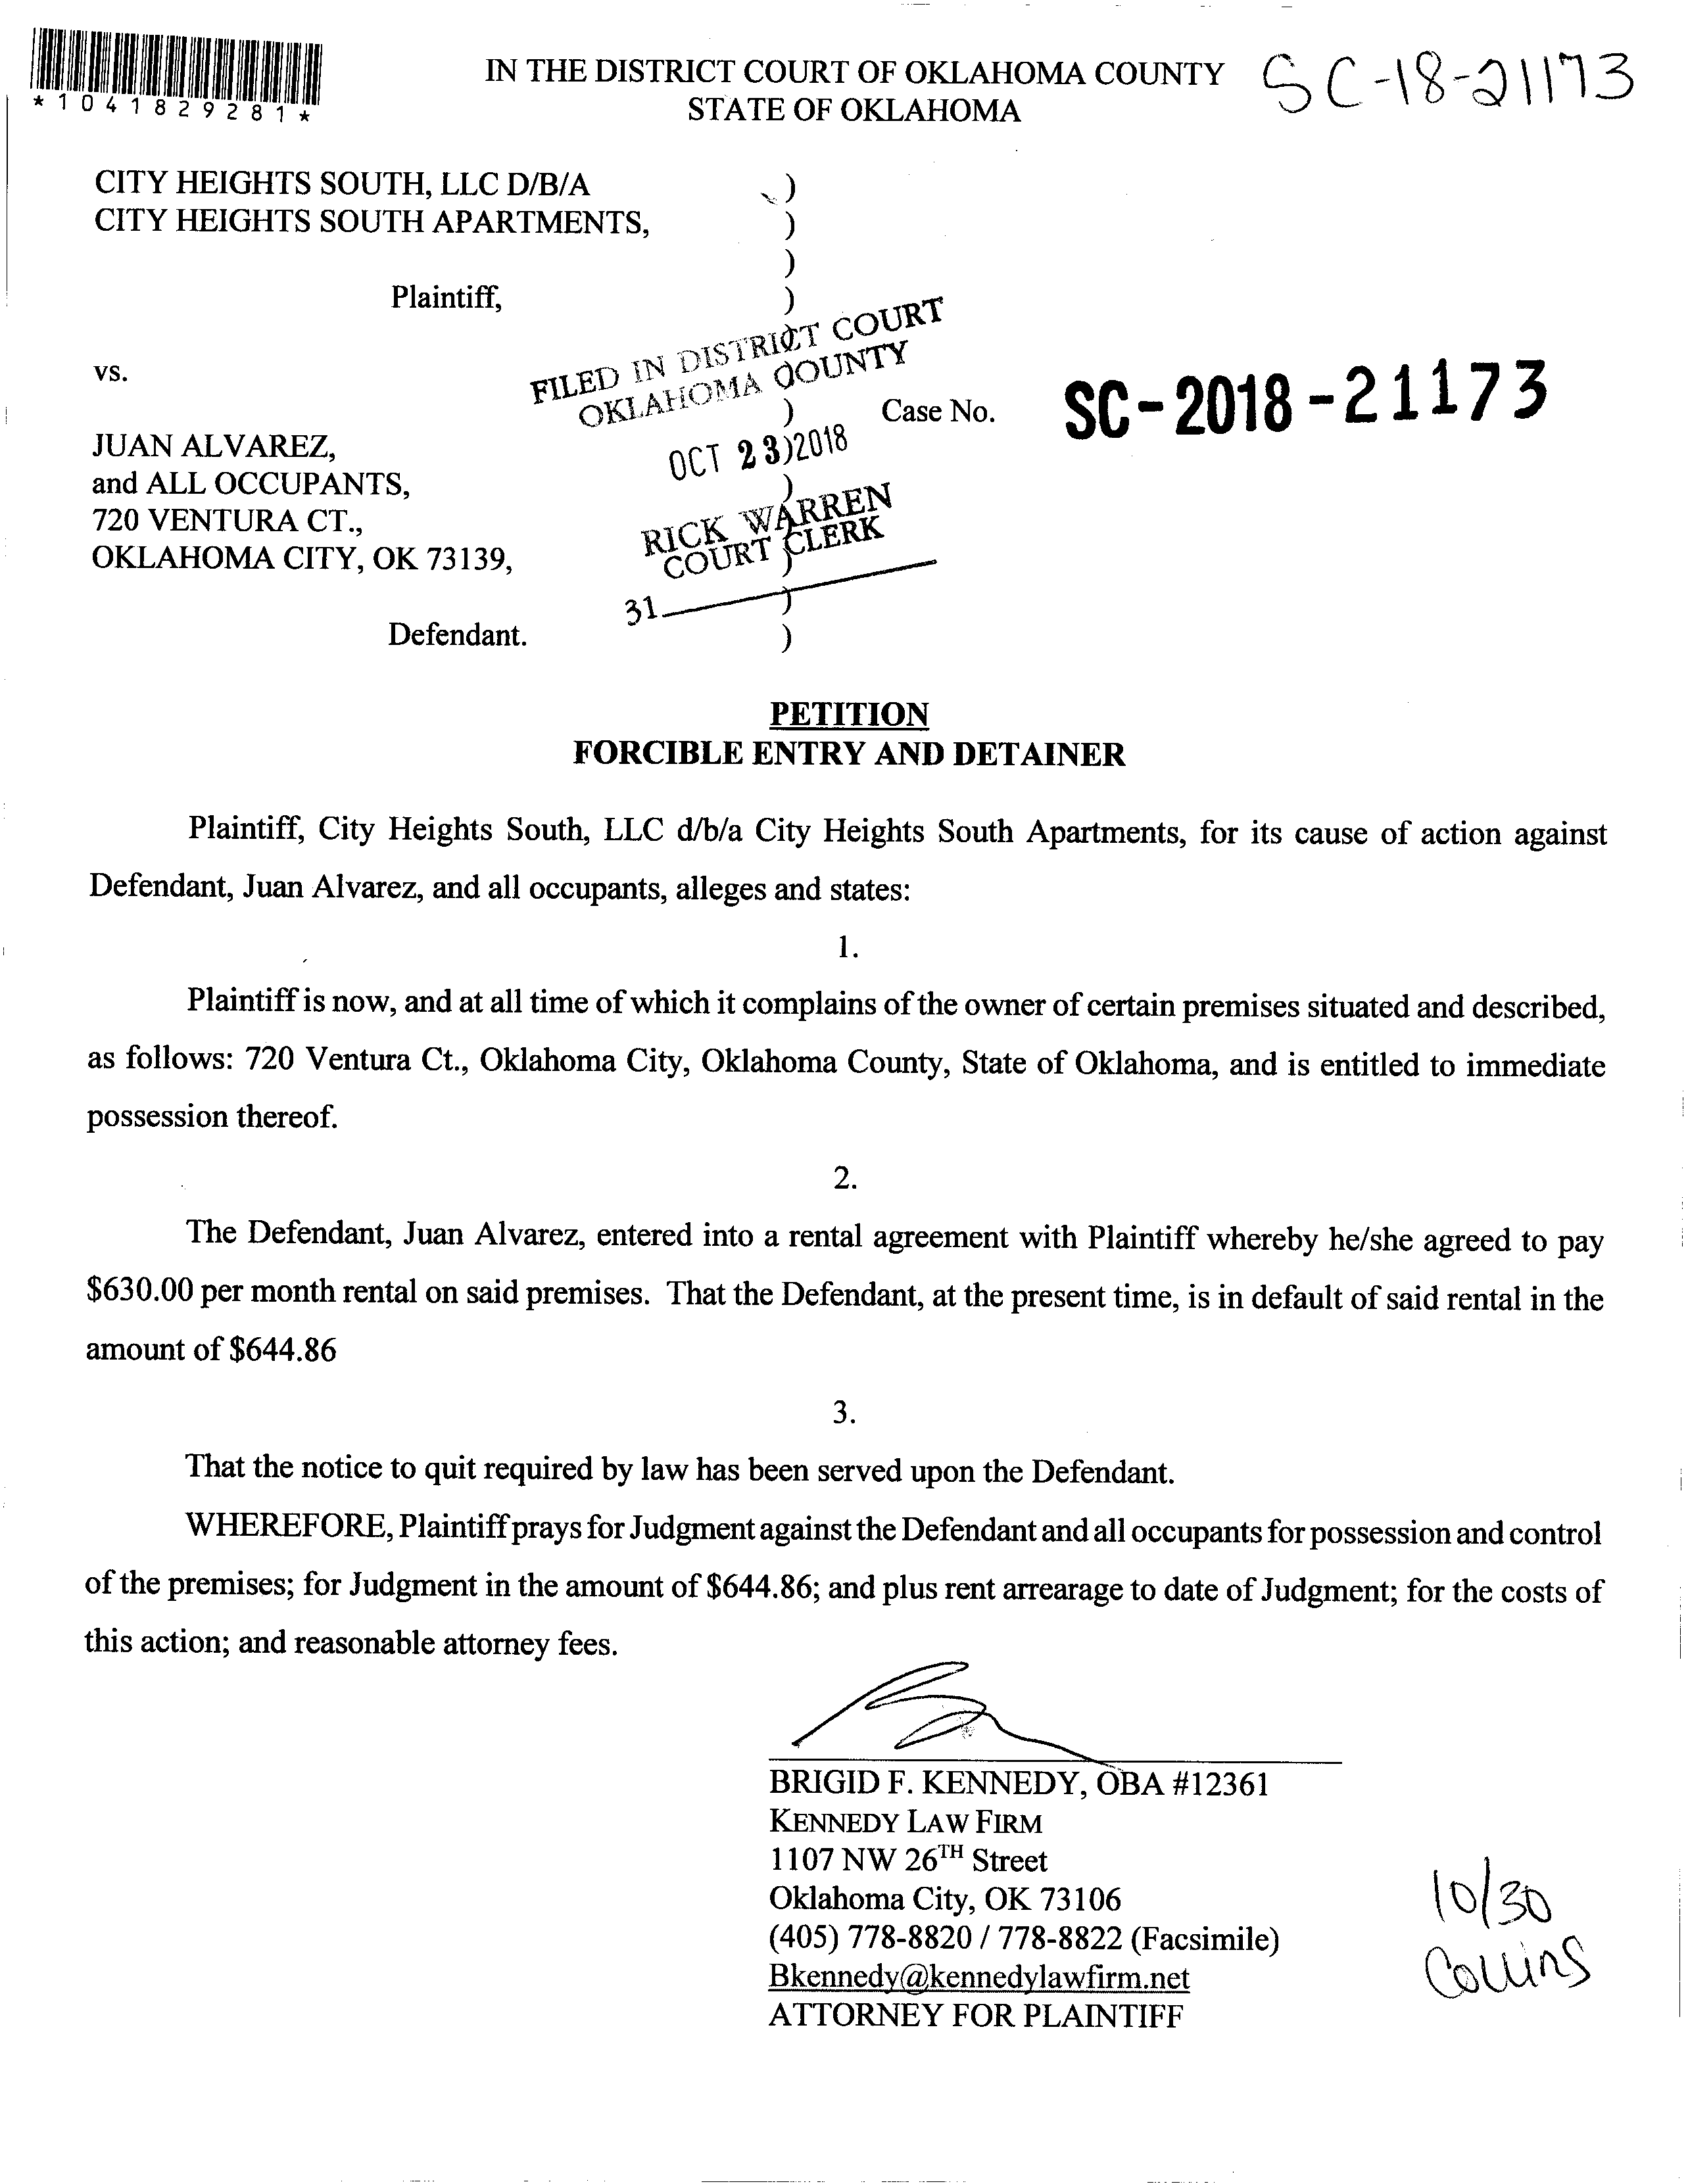 IN THE DISTRICT COURT OF OKLAHOMA COUNTY
STATE OF OKLAHOMA
SC-18-21173
*1041829281*
CITY HEIGHTS SOUTH, LLC D/B/A )
CITY HEIGHTS SOUTH APARTMENTS, )
)
Plaintiff, )
vs.
FILED IN DISTRICT COURT
OKLAHOMA COUNTY
) Case No. SC-2018-21173
OCT 23 2018
)
RICK WARREN
COURT CLERK
31
JUAN ALVAREZ, )
and ALL OCCUPANTS, )
720 VENTURA CT., )
OKLAHOMA CITY, OK 73139, )
)
Defendant. )
PETITION
FORCIBLE ENTRY AND DETAINER
Plaintiff, City Heights South, LLC d/b/a City Heights South Apartments, for its cause of action against
Defendant, Juan Alvarez, and all occupants, alleges and states:
1.
Plaintiff is now, and at all time of which it complains of the owner of certain premises situated and described,
as follows: 720 Ventura Ct., Oklahoma City, Oklahoma County, State of Oklahoma, and is entitled to immediate
possession thereof.
2.
The Defendant, Juan Alvarez, entered into a rental agreement with Plaintiff whereby he/she agreed to pay
$630.00 per month rental on said premises. That the Defendant, at the present time, is in default of said rental in the
amount of $644.86
3.
That the notice to quit required by law has been served upon the Defendant.
WHEREFORE, Plaintiff prays for Judgment against the Defendant and all occupants for possession and control
of the premises; for Judgment in the amount of $644.86; and plus rent arrearage to date of Judgment; for the costs of
this action; and reasonable attorney fees.
BRIGID F. KENNEDY, OBA #12361
KENNEDY LAW FIRM
1107 NW 26TH Street
Oklahoma City, OK 73106
(405) 778-8820 / 778-8822 (Facsimile)
Bkennedy@kennedylawfirm.net
ATTORNEY FOR PLAINTIFF
10/30
Collins